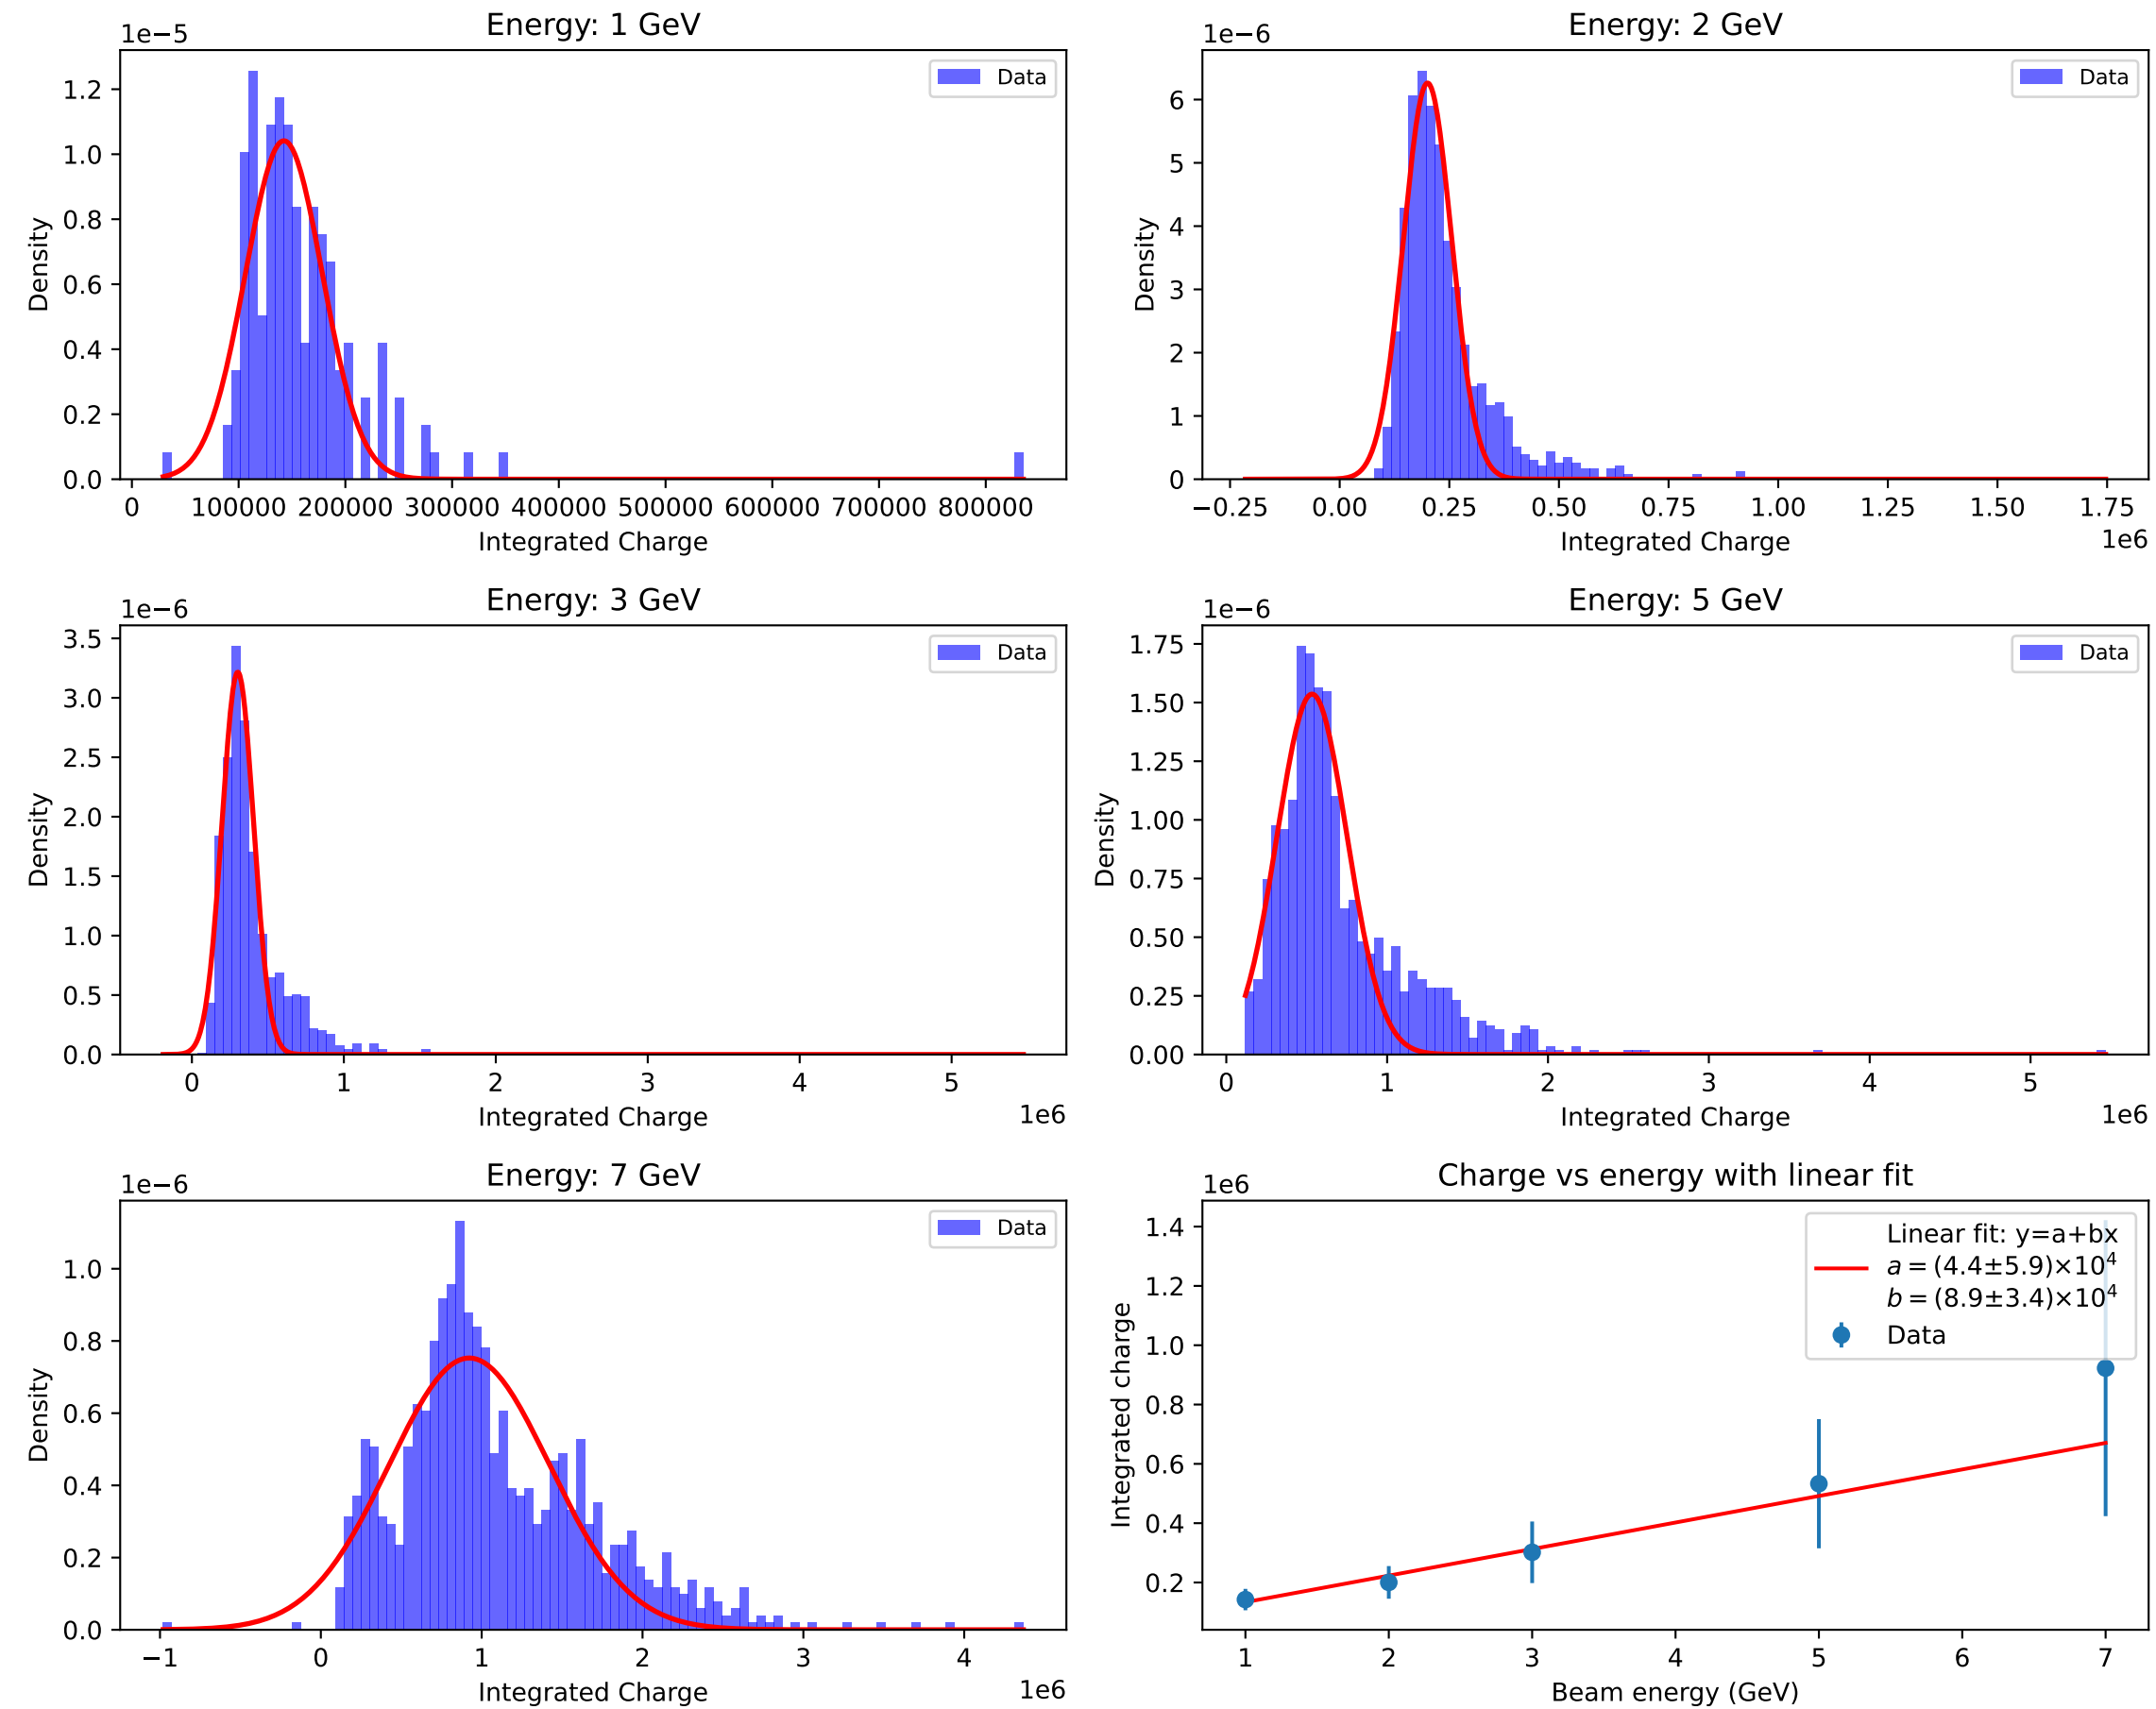 Energy: 1 GeV
1e−5
Data
Density
1.2
1.0
0.8
0.6
0.4
0.2
0.0
0 100000 200000 300000 400000 500000 600000 700000 800000
Integrated Charge
Energy: 2 GeV
1e−6
Data
Density
6
5
4
3
2
1
0
−0.25 0.00 0.25 0.50 0.75 1.00 1.25 1.50 1.75
1e6
Integrated Charge
Energy: 3 GeV
1e−6
Data
Density
3.5
3.0
2.5
2.0
1.5
1.0
0.5
0.0
0 1 2 3 4 5
1e6
Integrated Charge
Energy: 5 GeV
1e−6
Data
Density
1.75
1.50
1.25
1.00
0.75
0.50
0.25
0.00
0 1 2 3 4 5
1e6
Integrated Charge
Energy: 7 GeV
1e−6
Data
Density
1.0
0.8
0.6
0.4
0.2
0.0
−1 0 1 2 3 4
1e6
Integrated Charge
Charge vs energy with linear fit
1e6
Linear fit: y=a+bx
a = (4.4±5.9)×10⁴
b = (8.9±3.4)×10⁴
Data
Integrated charge
1.4
1.2
1.0
0.8
0.6
0.4
0.2
1 2 3 4 5 6 7
Beam energy (GeV)